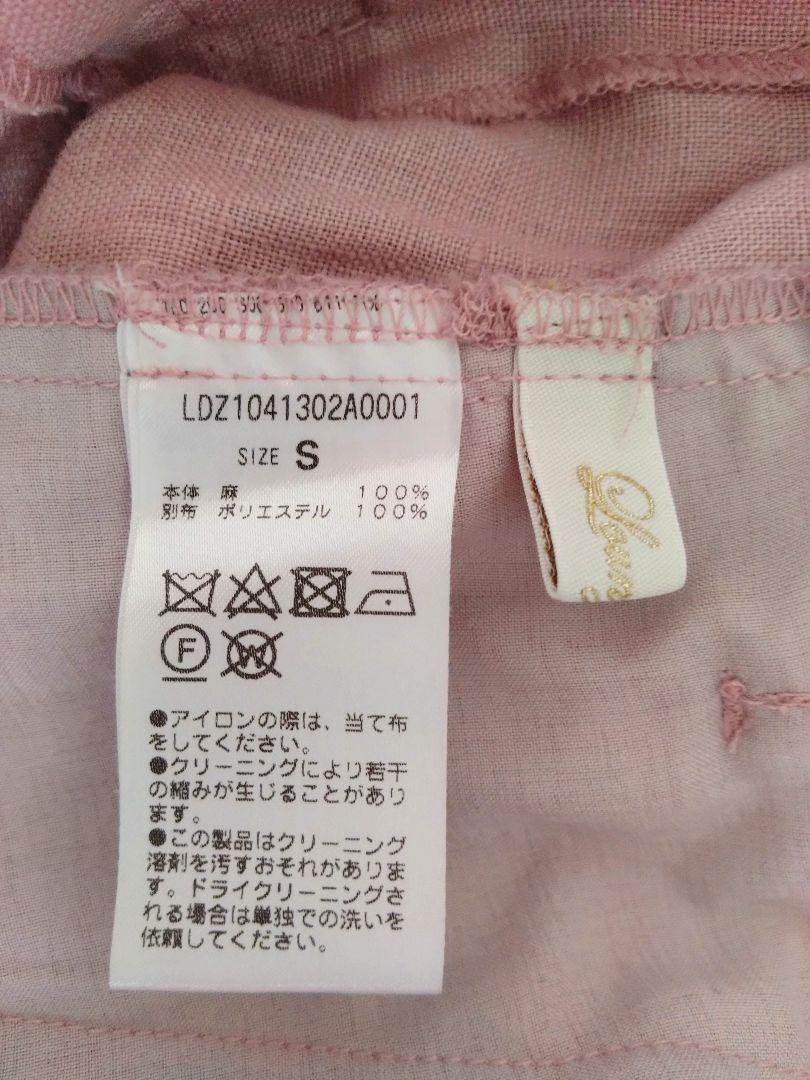 LDZ1041302A0001
SIZE S
本体 麻 100%
別布 ポリエステル 100%
F W
●アイロンの際は、当て布
をしてください。
●クリーニングにより若干
の縮みが生じることがあり
ます。
●この製品はクリーニング
溶剤を汚すおそれがありま
す。ドライクリーニングさ
れる場合は単独での洗いを
依頼してください。